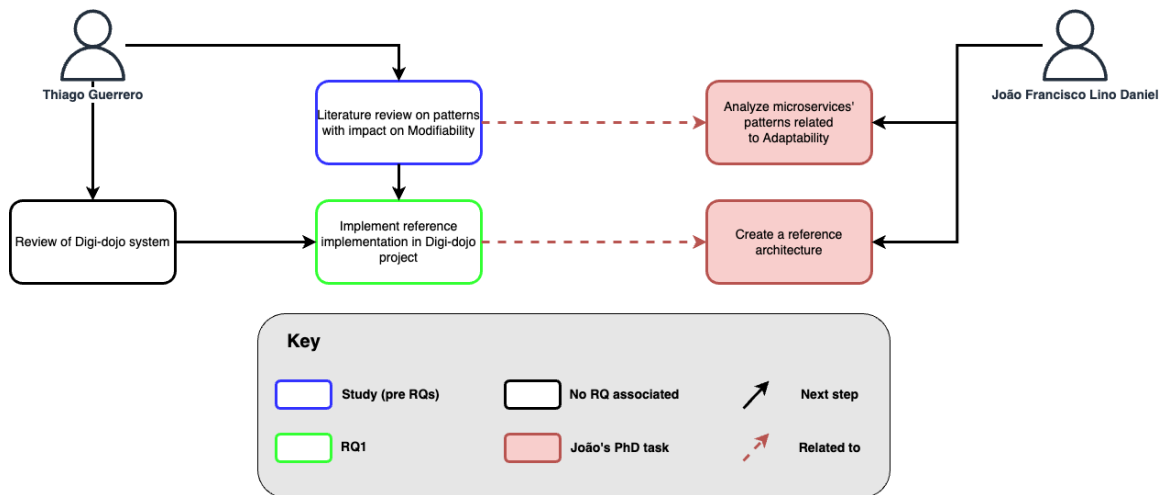 Thiago Guerrero
João Francisco Lino Daniel
Literature review on patterns
with impact on Modifiability
Analyze microservices'
patterns related
to Adaptability
Review of Digi-dojo system
Implement reference
implementation in Digi-dojo
project
Create a reference
architecture
Key
Study (pre RQs)
No RQ associated
Next step
RQ1
João's PhD task
Related to